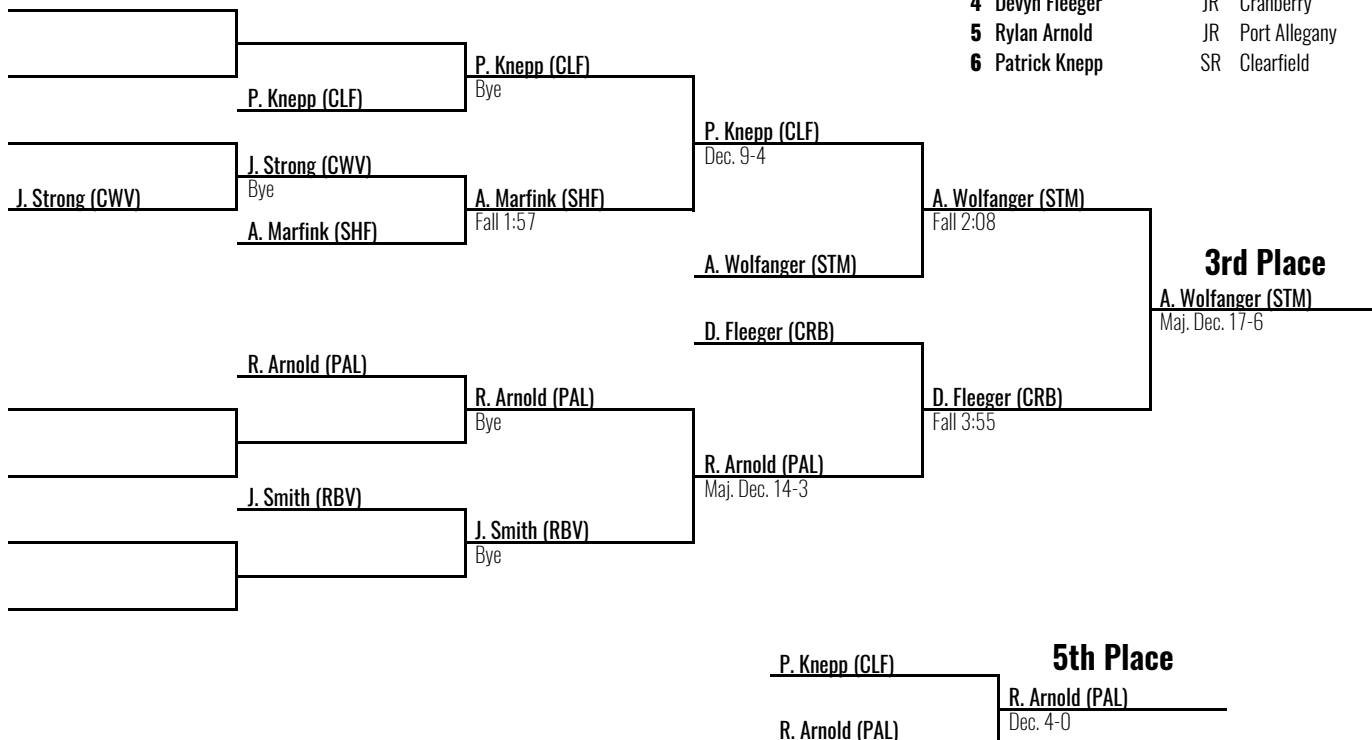 4 Devyn Fleeger JR Cranberry
5 Rylan Arnold JR Port Allegany
6 Patrick Knepp SR Clearfield
P. Knepp (CLF)
Bye
P. Knepp (CLF)
P. Knepp (CLF)
Dec. 9-4
J. Strong (CWV)
Bye
J. Strong (CWV)
A. Marfink (SHF)
Fall 1:57
A. Marfink (SHF)
A. Wolfanger (STM)
Fall 2:08
A. Wolfanger (STM)
3rd Place
A. Wolfanger (STM)
Maj. Dec. 17-6
D. Fleeger (CRB)
R. Arnold (PAL)
R. Arnold (PAL)
Bye
D. Fleeger (CRB)
Fall 3:55
R. Arnold (PAL)
Maj. Dec. 14-3
J. Smith (RBV)
J. Smith (RBV)
Bye
5th Place
P. Knepp (CLF)
R. Arnold (PAL)
Dec. 4-0
R. Arnold (PAL)